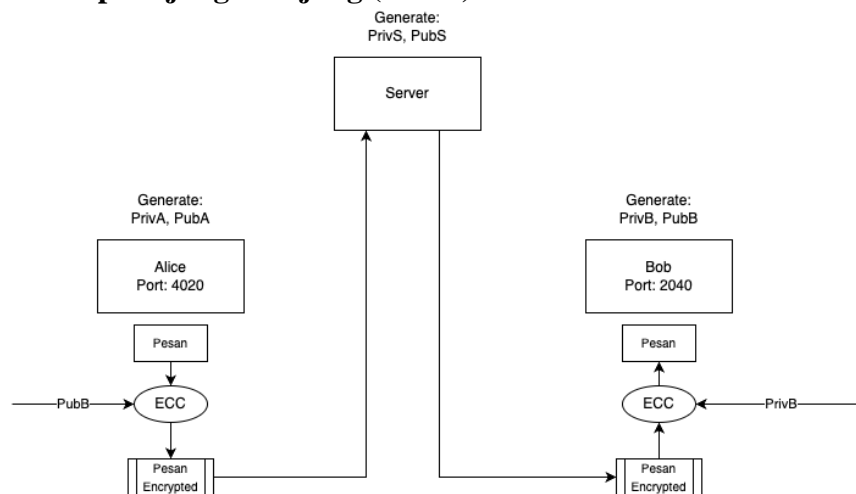 Generate:
PrivS, PubS
Server
Generate:
PrivA, PubA
Generate:
PrivB, PubB
Alice
Port: 4020
Bob
Port: 2040
Pesan
Pesan
PubB
ECC
ECC
PrivB
Pesan
Encrypted
Pesan
Encrypted